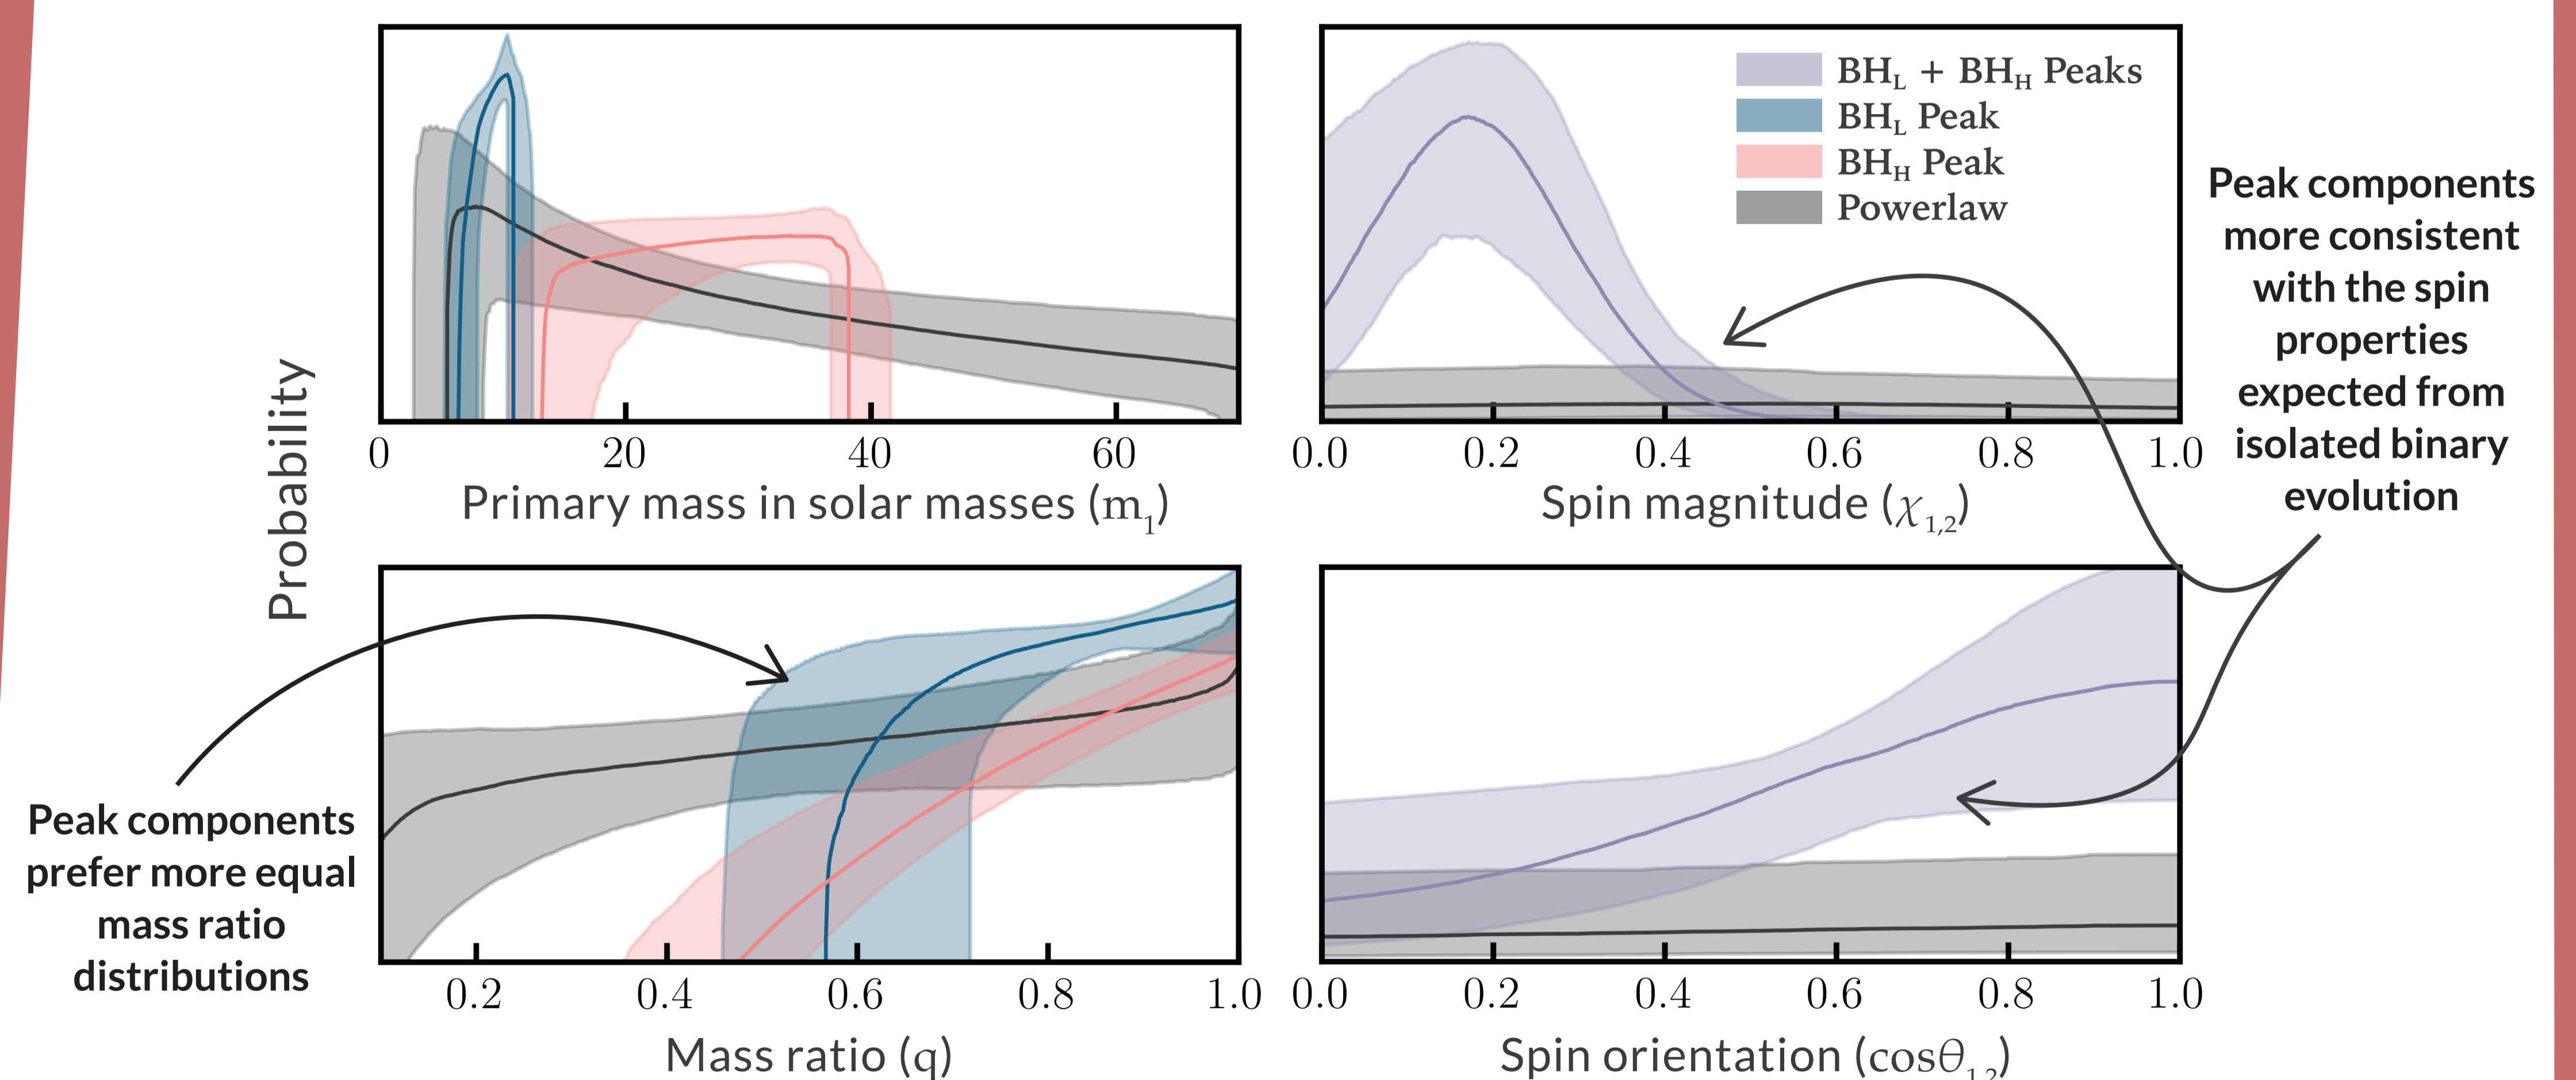 Probability
0 20 40 60
Primary mass in solar masses (m₁)
BH_L + BH_H Peaks
BH_L Peak
BH_H Peak
Powerlaw
0.0 0.2 0.4 0.6 0.8 1.0
Spin magnitude (χ₁,₂)
Peak components
more consistent
with the spin
properties
expected from
isolated binary
evolution
Peak components
prefer more equal
mass ratio
distributions
0.2 0.4 0.6 0.8 1.0
Mass ratio (q)
0.0 0.2 0.4 0.6 0.8 1.0
Spin orientation (cosθ₁,₂)